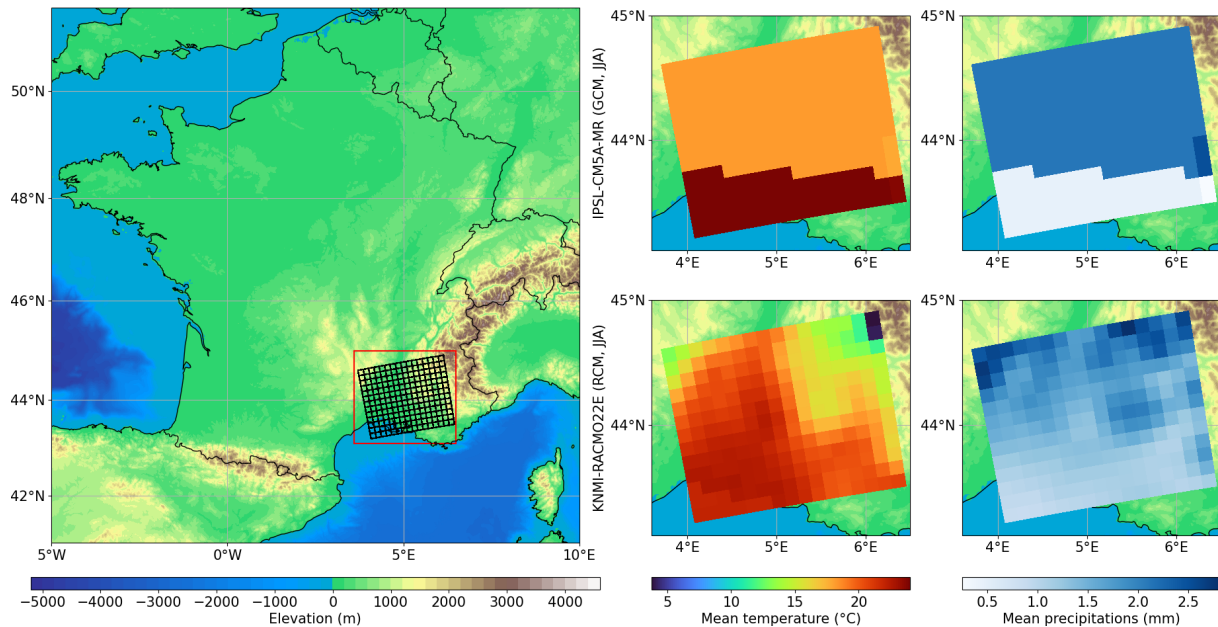 50°N
48°N
46°N
44°N
42°N
5°W
0°W
5°E
10°E
−5000
−4000
−3000
−2000
−1000
0
1000
2000
3000
4000
Elevation (m)
IPSL-CM5A-MR (GCM, JJA)
45°N
44°N
4°E
5°E
6°E
45°N
44°N
4°E
5°E
6°E
KNMI-RACMO22E (RCM, JJA)
45°N
44°N
4°E
5°E
6°E
45°N
44°N
4°E
5°E
6°E
5
10
15
20
Mean temperature (°C)
0.5
1.0
1.5
2.0
2.5
Mean precipitations (mm)